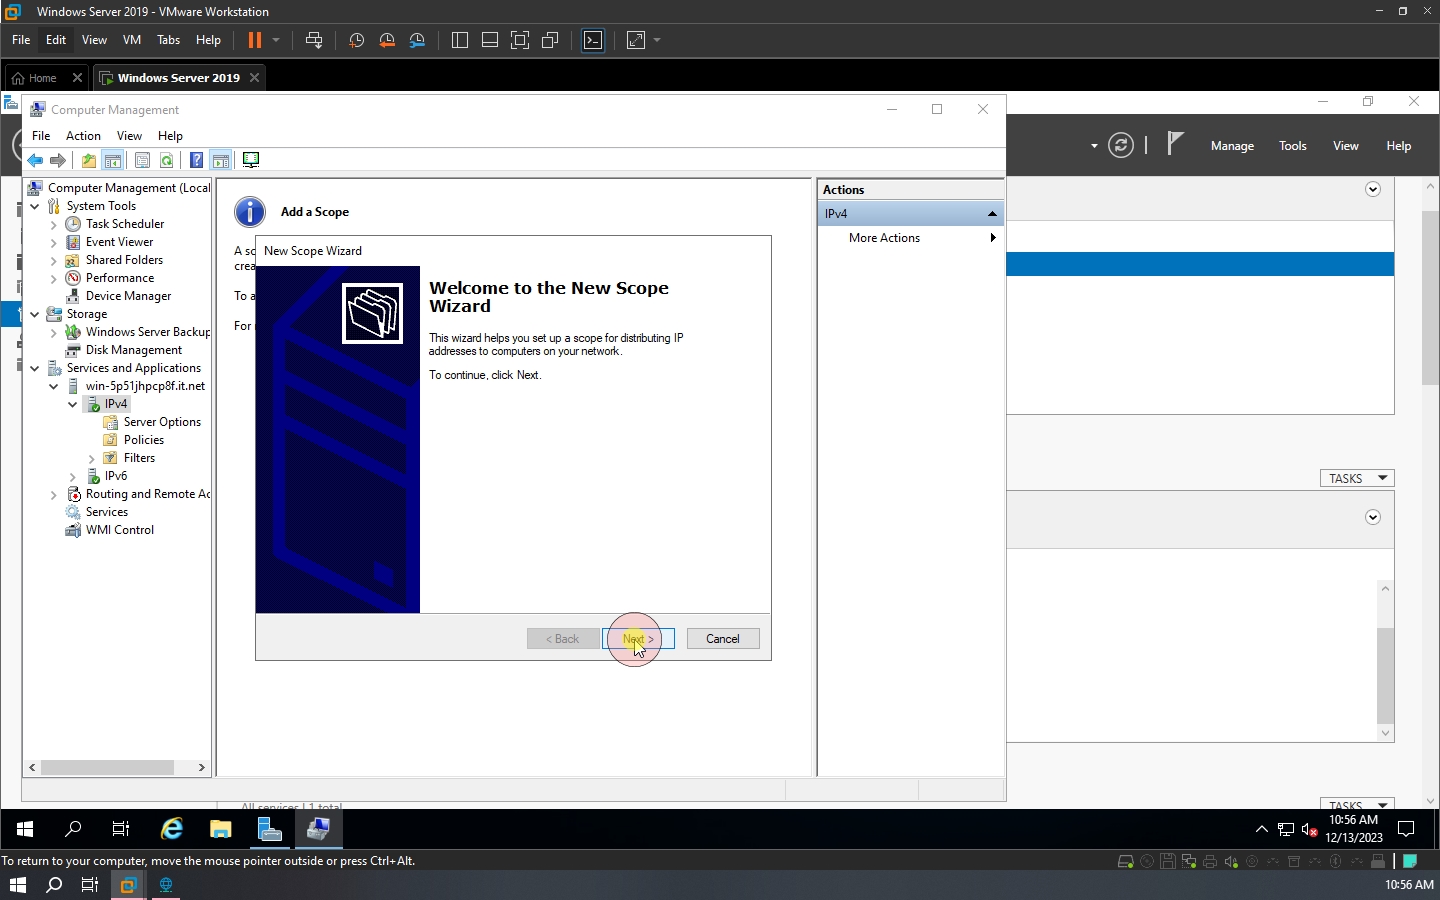 Windows Server 2019 - VMware Workstation
File Edit View VM Tabs Help
Home
Windows Server 2019
Computer Management
File Action View Help
Manage Tools View Help
Computer Management (Local
System Tools
Task Scheduler
Event Viewer
Shared Folders
Performance
Device Manager
Storage
Windows Server Backup
Disk Management
Services and Applications
win-5p51jhpcp8f.it.net
IPv4
Server Options
Policies
Filters
IPv6
Routing and Remote Ac
Services
WMI Control
Add a Scope
A sc
crea
To a
For
New Scope Wizard
Welcome to the New Scope
Wizard
This wizard helps you set up a scope for distributing IP
addresses to computers on your network.
To continue, click Next.
< Back Next > Cancel
Actions
IPv4
More Actions
TASKS
TASKS
All services | 1 total
10:56 AM
12/13/2023
To return to your computer, move the mouse pointer outside or press Ctrl+Alt.
10:56 AM